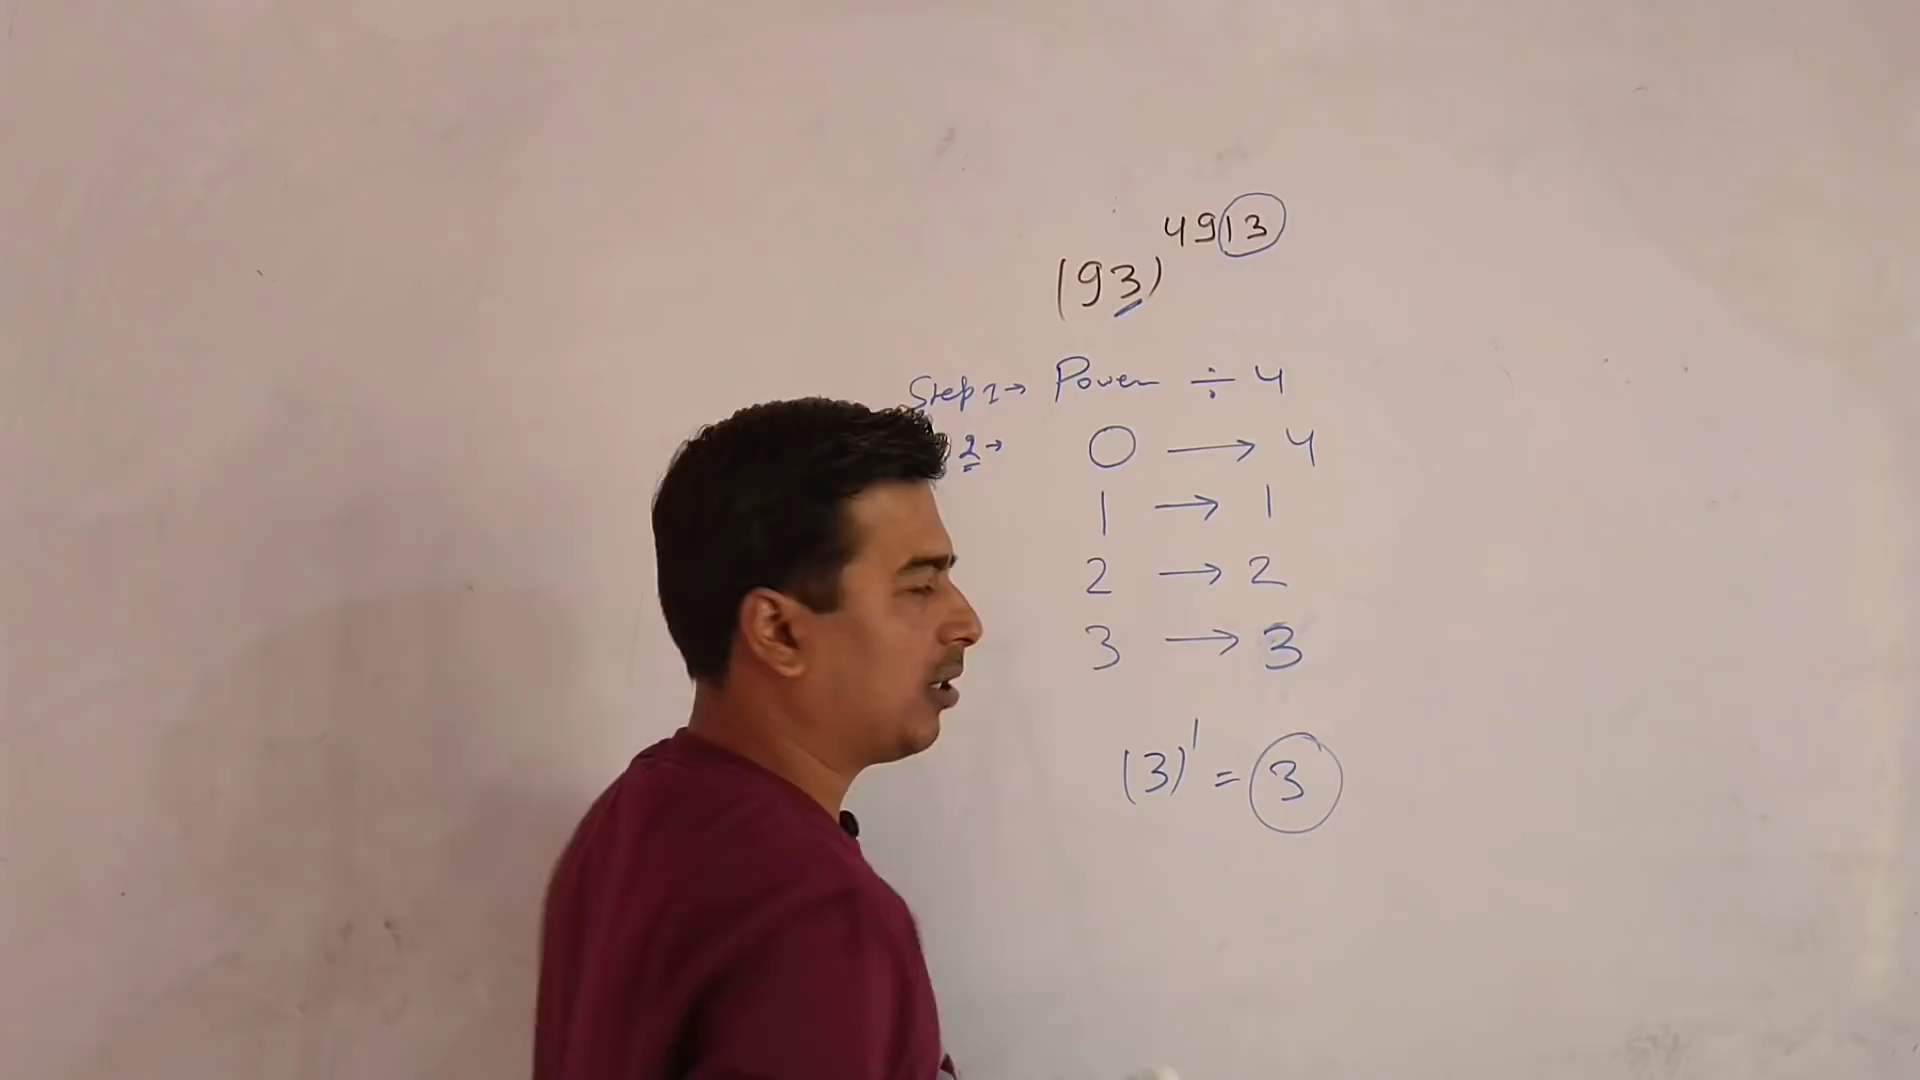 (93)^4913
Step 1 → Power ÷ 4
2 → 0 → 4
1 → 1
2 → 2
3 → 3
(3)^1 = 3